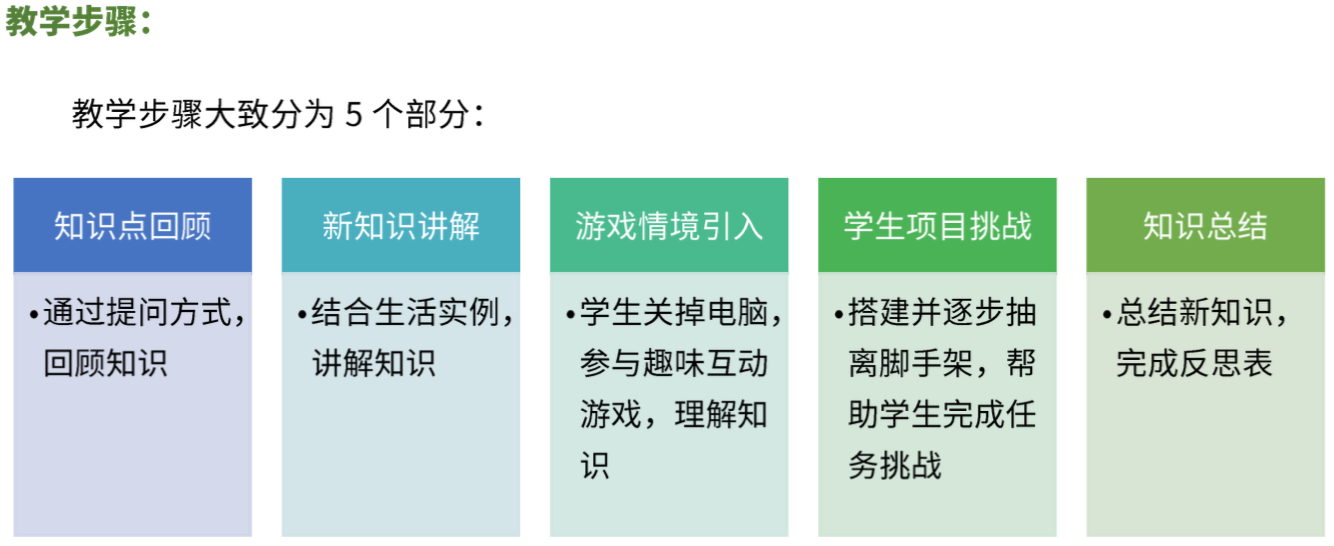 教学步骤：
教学步骤大致分为 5 个部分：
知识点回顾
•通过提问方式，
回顾知识
新知识讲解
•结合生活实例，
讲解知识
游戏情境引入
•学生关掉电脑，
参与趣味互动
游戏，理解知
识
学生项目挑战
•搭建并逐步抽
离脚手架，帮
助学生完成任
务挑战
知识总结
•总结新知识，
完成反思表